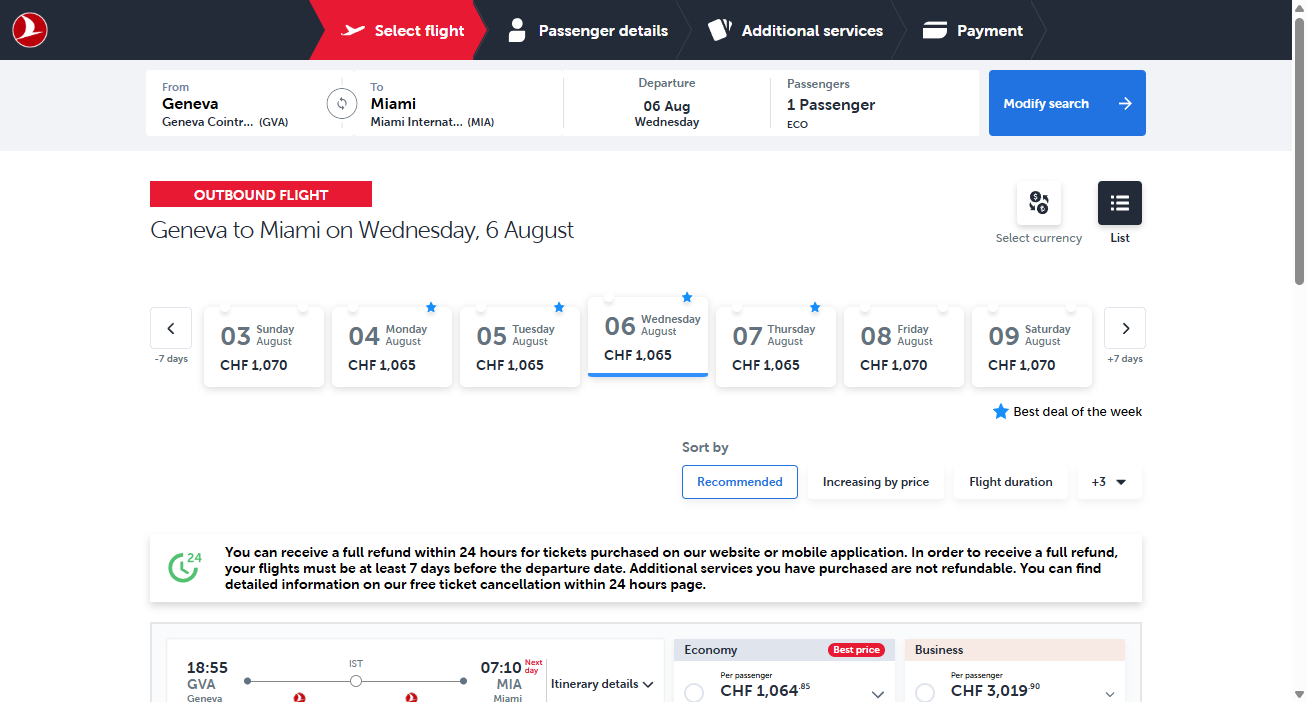 Select flight
Passenger details
Additional services
Payment
From
Geneva
Geneva Cointr... (GVA)
To
Miami
Miami Internat... (MIA)
Departure
06 Aug
Wednesday
Passengers
1 Passenger
ECO
Modify search
OUTBOUND FLIGHT
Geneva to Miami on Wednesday, 6 August
Select currency
List
-7 days
03 Sunday August
CHF 1,070
04 Monday August
CHF 1,065
05 Tuesday August
CHF 1,065
06 Wednesday August
CHF 1,065
07 Thursday August
CHF 1,065
08 Friday August
CHF 1,070
09 Saturday August
CHF 1,070
+7 days
Best deal of the week
Sort by
Recommended
Increasing by price
Flight duration
+3
24
You can receive a full refund within 24 hours for tickets purchased on our website or mobile application. In order to receive a full refund,
your flights must be at least 7 days before the departure date. Additional services you have purchased are not refundable. You can find
detailed information on our free ticket cancellation within 24 hours page.
18:55
GVA
Geneva
IST
07:10 Next day
MIA
Miami
Itinerary details
Economy
Best price
Per passenger
CHF 1,064.85
Business
Per passenger
CHF 3,019.90